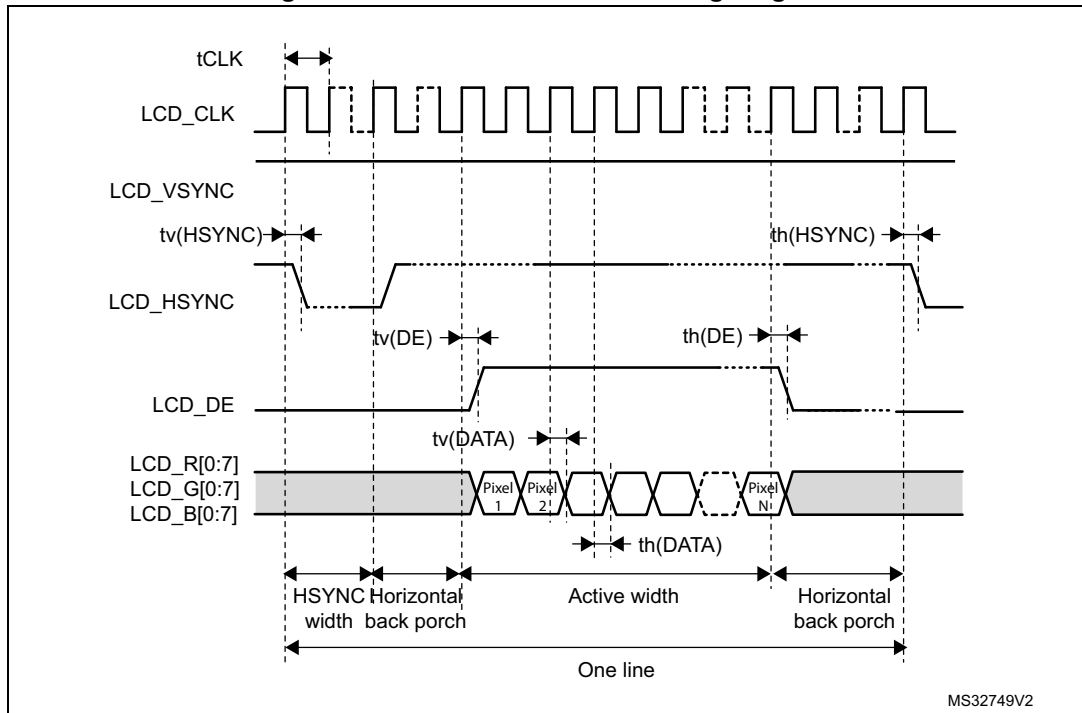 tCLK
LCD_CLK
LCD_VSYNC
tv(HSYNC)
th(HSYNC)
LCD_HSYNC
tv(DE)
th(DE)
LCD_DE
tv(DATA)
LCD_R[0:7]
LCD_G[0:7]
LCD_B[0:7]
Pixel
1
Pixel
2
Pixel
N
th(DATA)
HSYNC
width
Horizontal
back porch
Active width
Horizontal
back porch
One line
MS32749V2